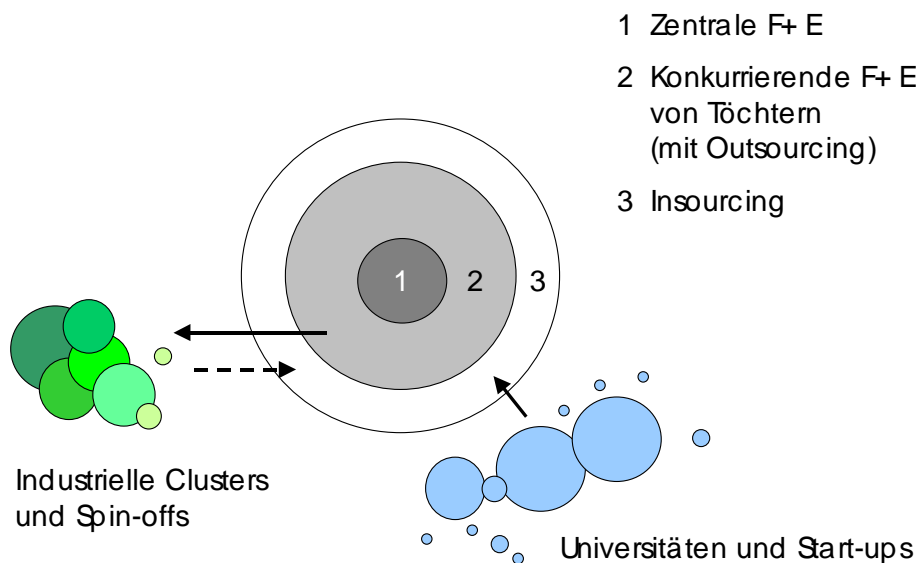 1 Zentrale F+E
2 Konkurrierende F+E
von Töchtern
(mit Outsourcing)
3 Insourcing
1 2 3
Industrielle Clusters
und Spin-offs
Universitäten und Start-ups